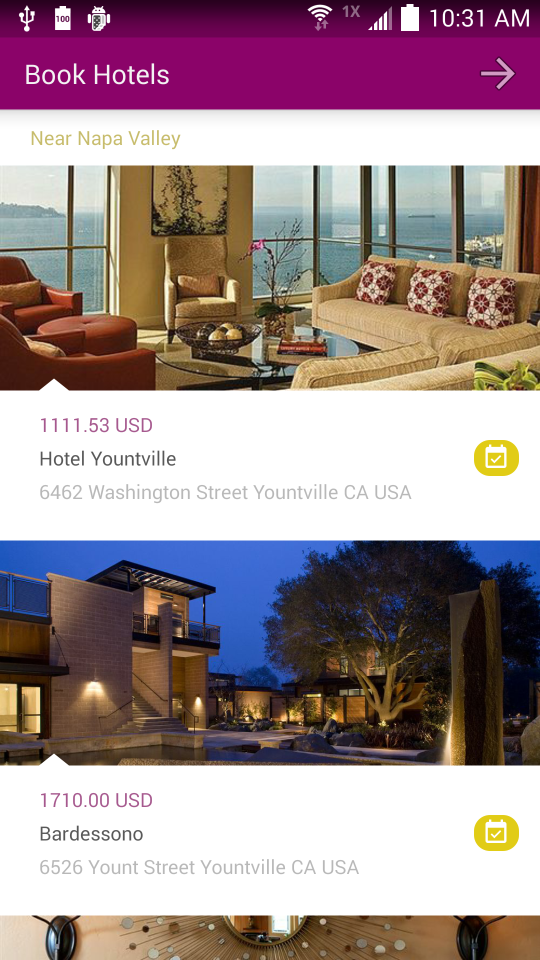 100
1X
10:31 AM
Book Hotels
Near Napa Valley
1111.53 USD
Hotel Yountville
6462 Washington Street Yountville CA USA
1710.00 USD
Bardessono
6526 Yount Street Yountville CA USA